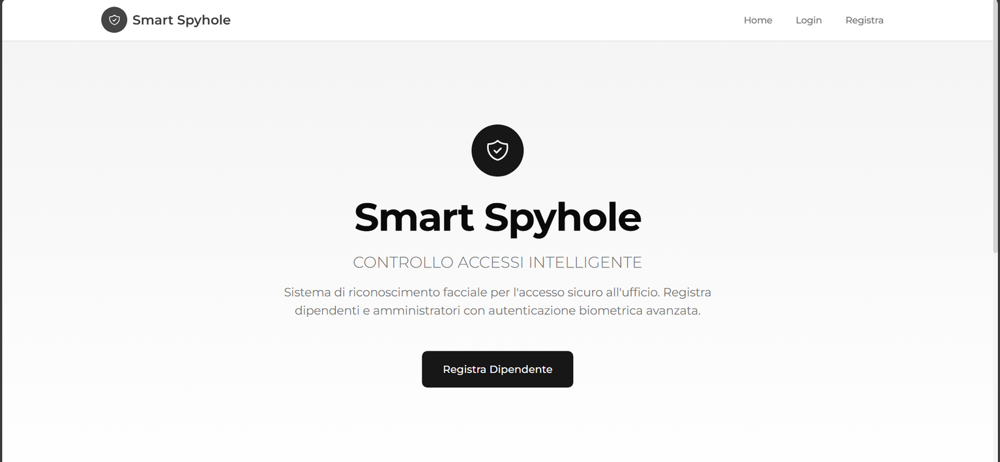 Smart Spyhole
Home
Login
Registra
Smart Spyhole
CONTROLLO ACCESSI INTELLIGENTE
Sistema di riconoscimento facciale per l'accesso sicuro all'ufficio. Registra
dipendenti e amministratori con autenticazione biometrica avanzata.
Registra Dipendente